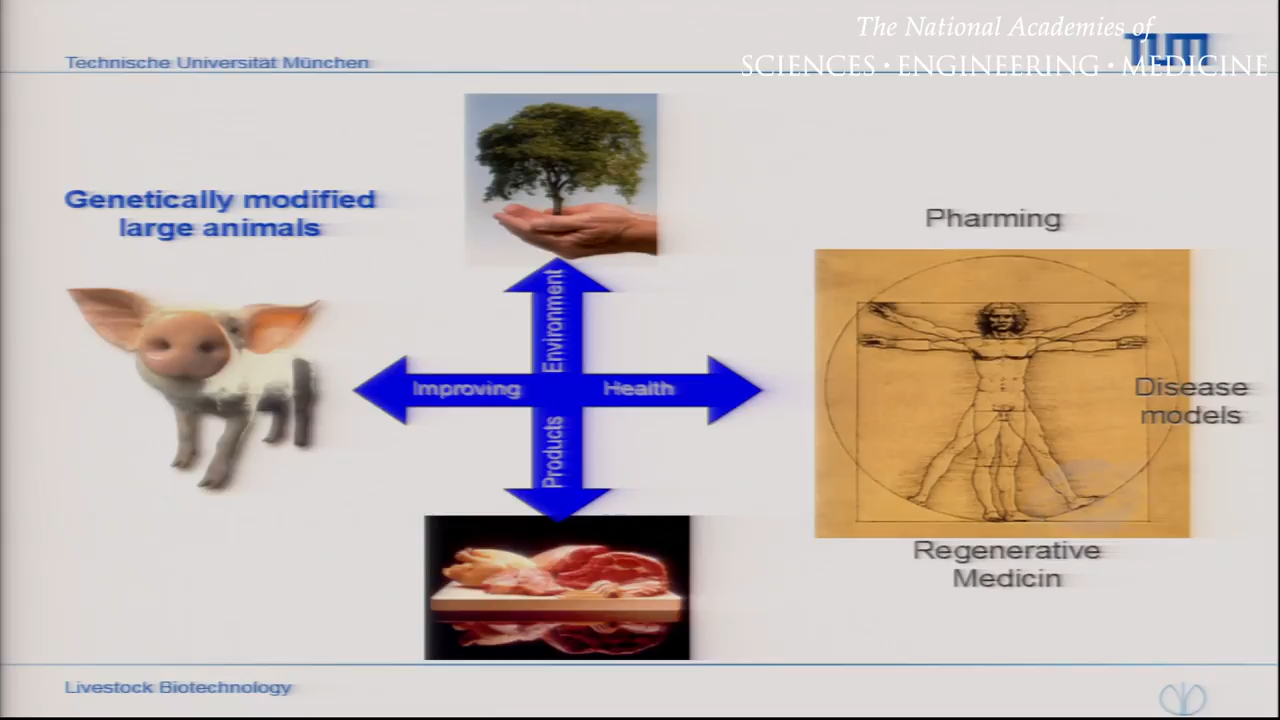 The National Academies of
SCIENCES · ENGINEERING · MEDICINE
TUM
Technische Universität München
Genetically modified
large animals
Pharming
Environment
Improving
Health
Products
Disease
models
Regenerative
Medicin
Livestock Biotechnology